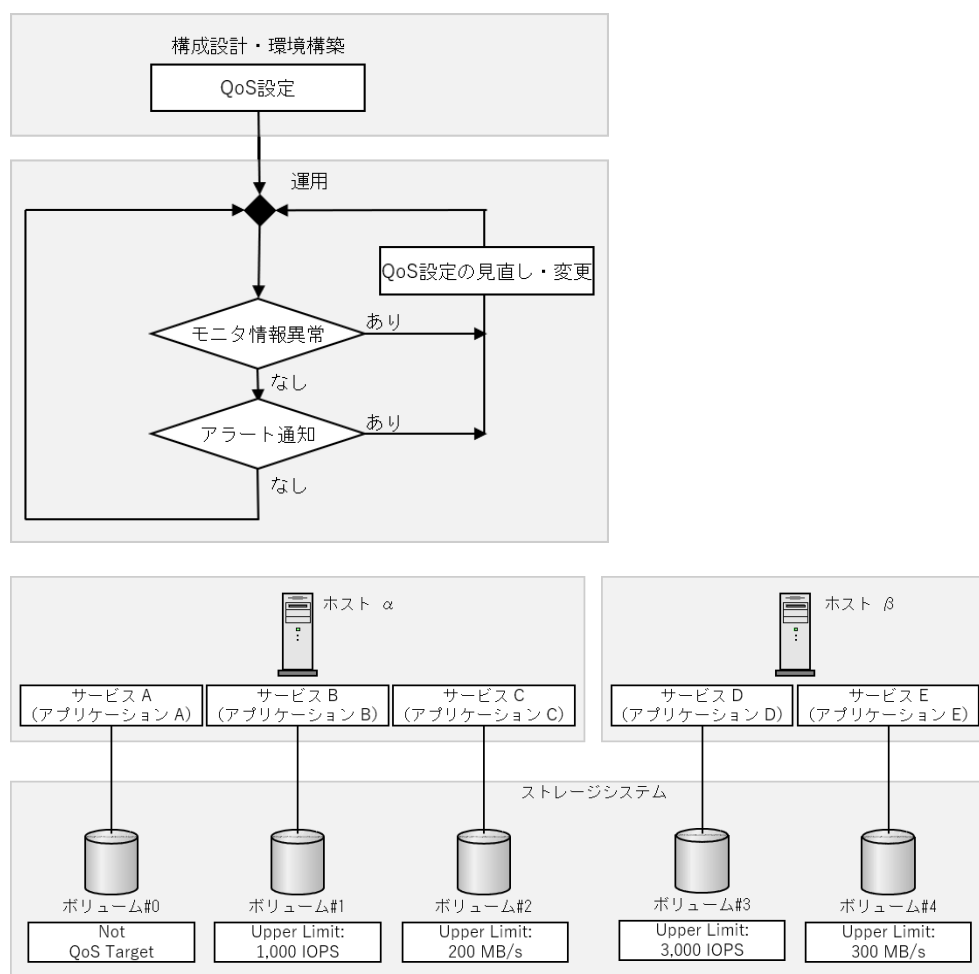 構成設計・環境構築
QoS設定
運用
QoS設定の見直し・変更
モニタ情報異常
あり
なし
アラート通知
あり
なし
ホスト α
ホスト β
サービス A
(アプリケーション A)
サービス B
(アプリケーション B)
サービス C
(アプリケーション C)
サービス D
(アプリケーション D)
サービス E
(アプリケーション E)
ストレージシステム
ボリューム#0
ボリューム#1
ボリューム#2
ボリューム#3
ボリューム#4
Not
QoS Target
Upper Limit:
1,000 IOPS
Upper Limit:
200 MB/s
Upper Limit:
3,000 IOPS
Upper Limit:
300 MB/s